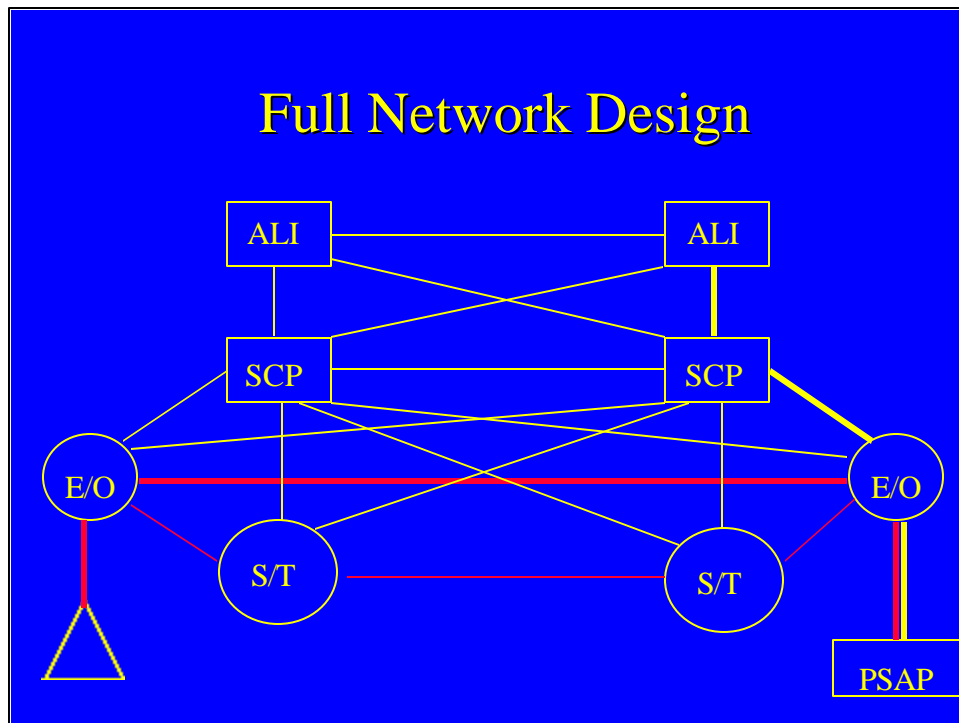 Full Network Design
ALI ALI
SCP SCP
E/O E/O
S/T S/T
PSAP